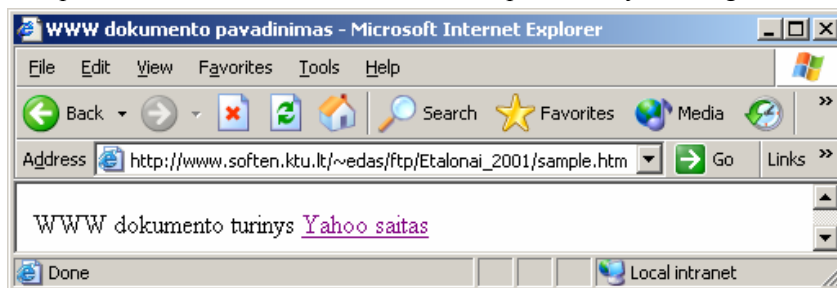 WWW dokumento pavadinimas - Microsoft Internet Explorer
File Edit View Favorites Tools Help
Back Search Favorites Media »
Address http://www.soften.ktu.lt/~edas/ftp/Etalonai_2001/sample.htm Go Links »
WWW dokumento turinys Yahoo saitas
Done Local intranet